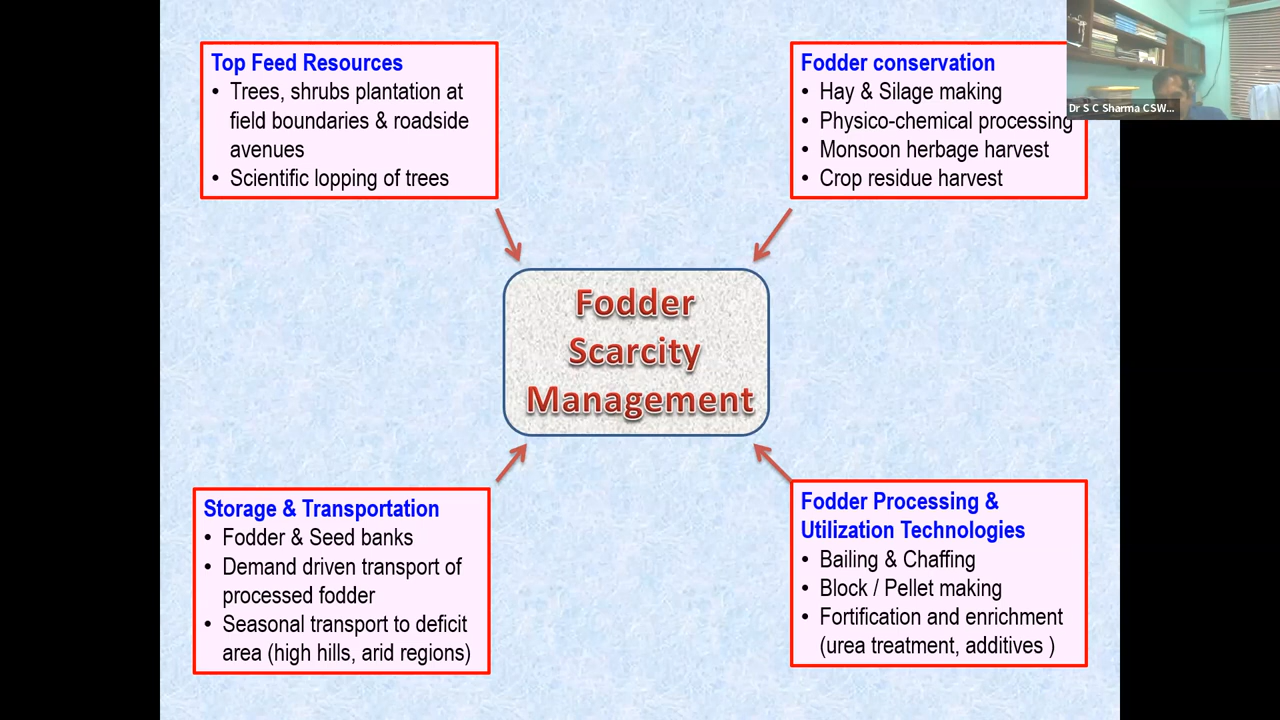 Top Feed Resources
• Trees, shrubs plantation at
field boundaries & roadside
avenues
• Scientific lopping of trees
Fodder conservation
• Hay & Silage making
• Physico-chemical processing
• Monsoon herbage harvest
• Crop residue harvest
Dr S C Sharma CSW...
Fodder
Scarcity
Management
Storage & Transportation
• Fodder & Seed banks
• Demand driven transport of
processed fodder
• Seasonal transport to deficit
area (high hills, arid regions)
Fodder Processing &
Utilization Technologies
• Bailing & Chaffing
• Block / Pellet making
• Fortification and enrichment
(urea treatment, additives )